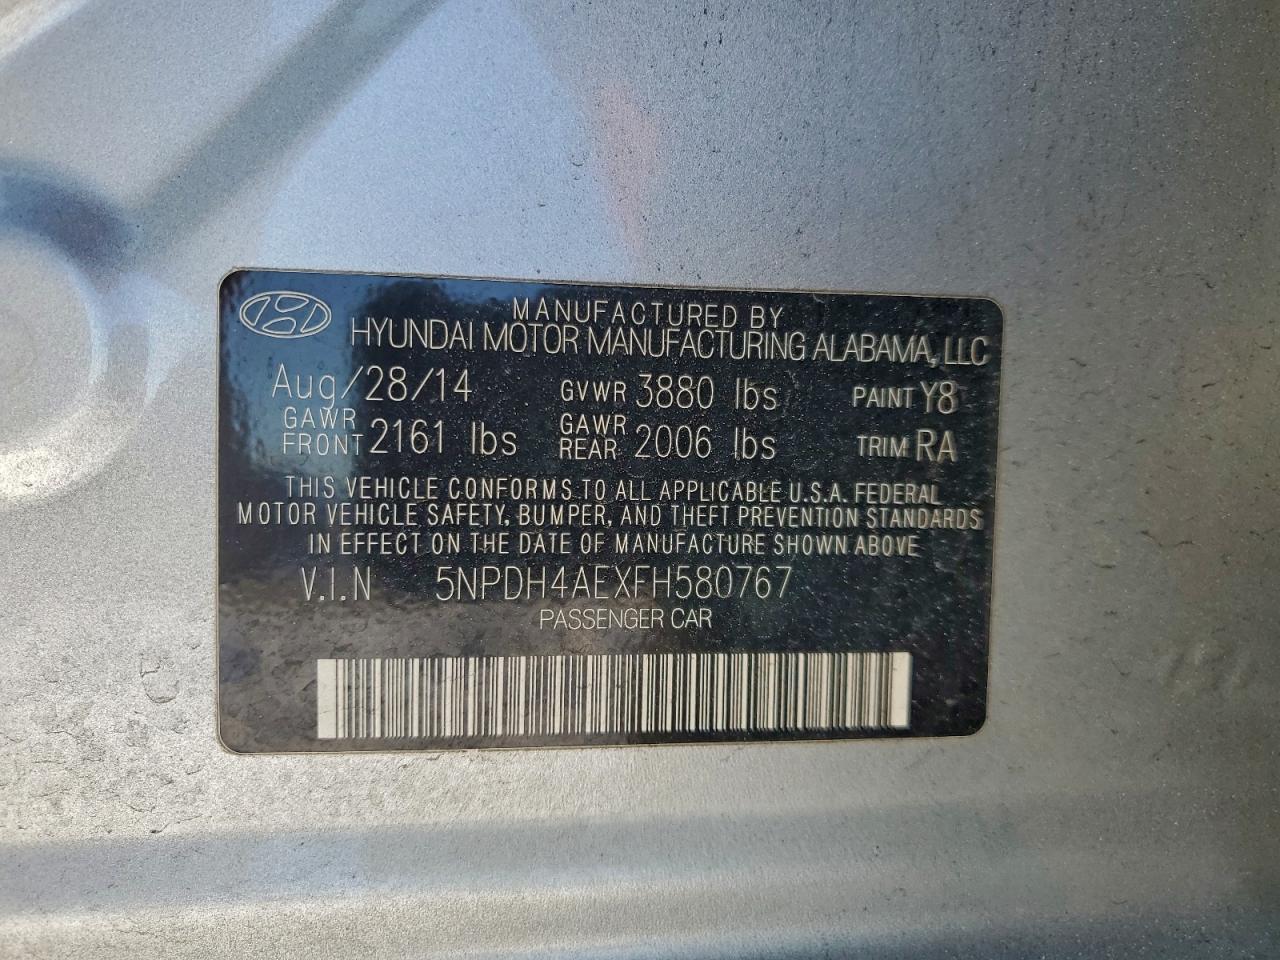 MANUFACTURED BY
HYUNDAI MOTOR MANUFACTURING ALABAMA, LLC
Aug/28/14 GVWR 3880 lbs PAINT Y8
GAWR FRONT 2161 lbs GAWR REAR 2006 lbs TRIM RA
THIS VEHICLE CONFORMS TO ALL APPLICABLE U.S.A. FEDERAL
MOTOR VEHICLE SAFETY, BUMPER, AND THEFT PREVENTION STANDARDS
IN EFFECT ON THE DATE OF MANUFACTURE SHOWN ABOVE
V.I.N 5NPDH4AEXFH580767
PASSENGER CAR